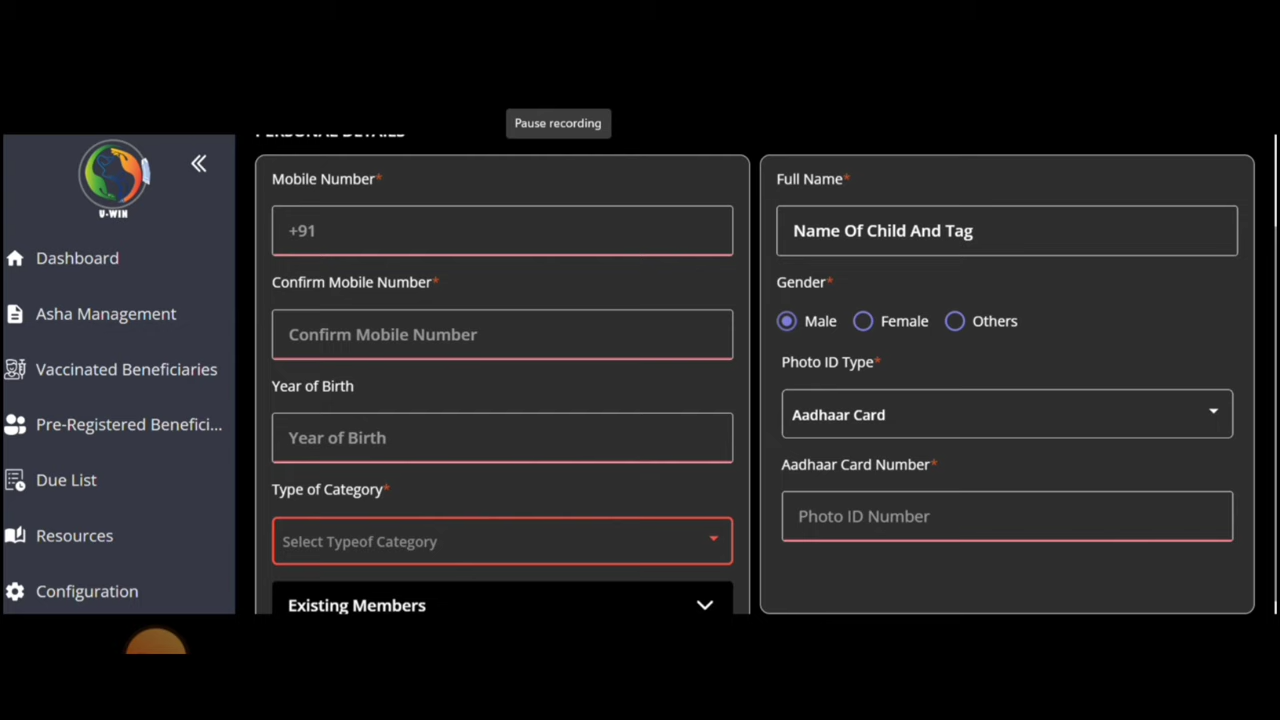 Pause recording
PERSONAL DETAILS
U-WIN
Dashboard
Asha Management
Vaccinated Beneficiaries
Pre-Registered Benefici...
Due List
Resources
Configuration
Mobile Number*
+91
Confirm Mobile Number*
Confirm Mobile Number
Year of Birth
Year of Birth
Type of Category*
Select Typeof Category
Existing Members
Full Name*
Name Of Child And Tag
Gender*
Male Female Others
Photo ID Type*
Aadhaar Card
Aadhaar Card Number*
Photo ID Number